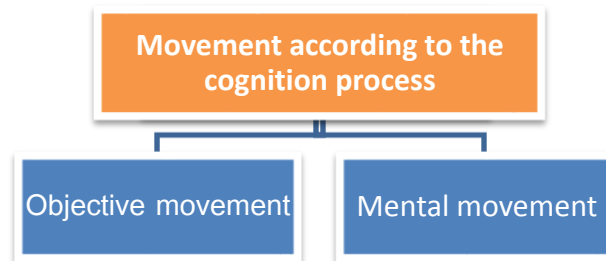 Movement according to the
cognition process
Objective movement
Mental movement